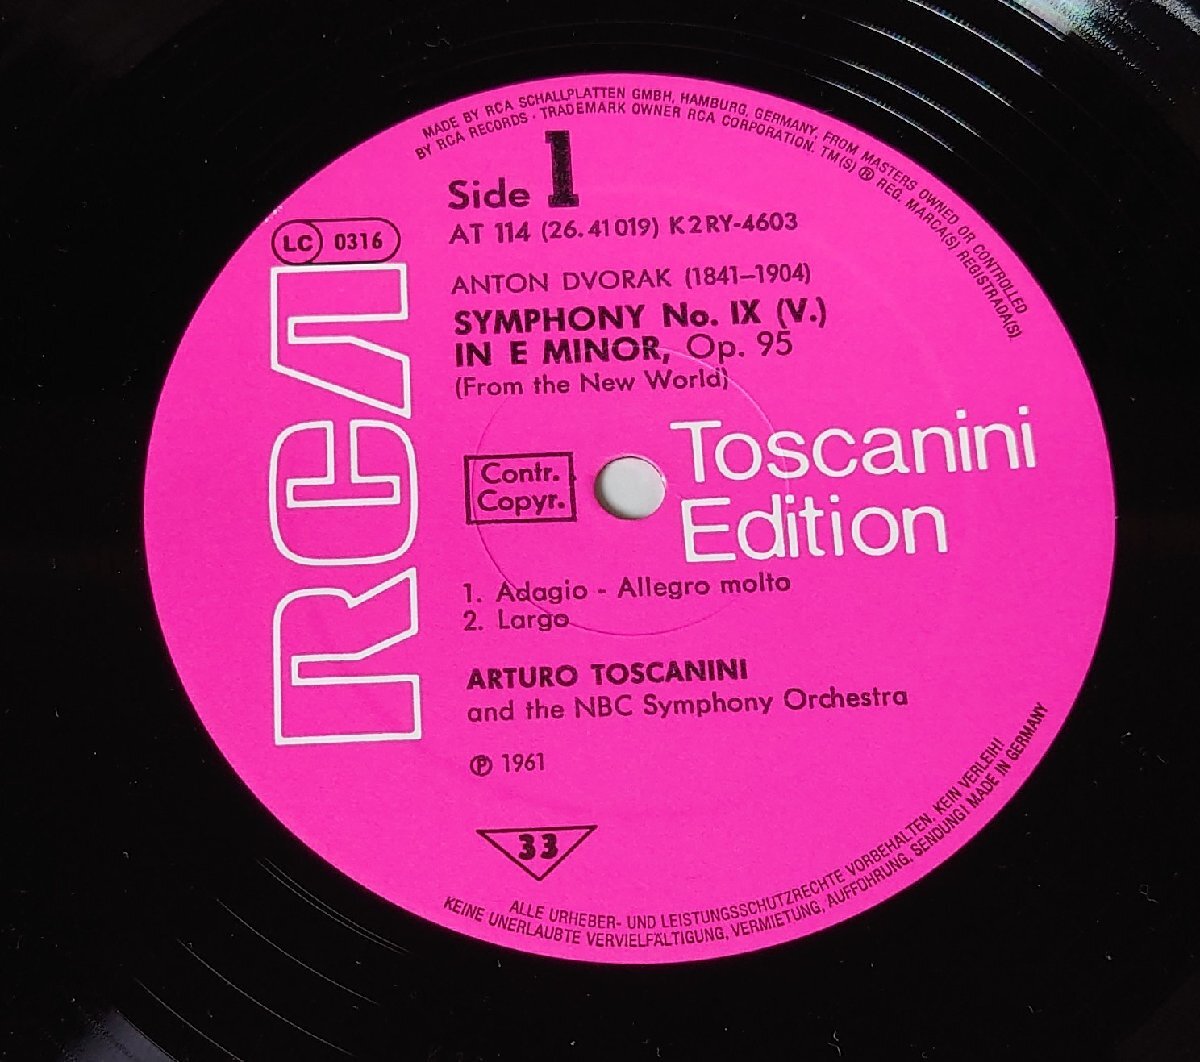 MADE BY RCA SCHALLPLATTEN GMBH, HAMBURG, GERMANY, FROM MASTERS OWNED OR CONTROLLED
BY RCA RECORDS · TRADEMARK OWNER RCA CORPORATION. TM(S) ® REG. MARCA(S) REGISTRADA(S).
Side 1
AT 114 (26.41019) K2RY-4603
LC 0316
RCA
ANTON DVORAK (1841–1904)
SYMPHONY No. IX (V.)
IN E MINOR, Op. 95
(From the New World)
Contr.
Copyr.
Toscanini
Edition
1. Adagio - Allegro molto
2. Largo
ARTURO TOSCANINI
and the NBC Symphony Orchestra
℗ 1961
33
ALLE URHEBER- UND LEISTUNGSSCHUTZRECHTE VORBEHALTEN, KEIN VERLEIH!
KEINE UNERLAUBTE VERVIELFÄLTIGUNG, VERMIETUNG, AUFFÜHRUNG, SENDUNG! MADE IN GERMANY